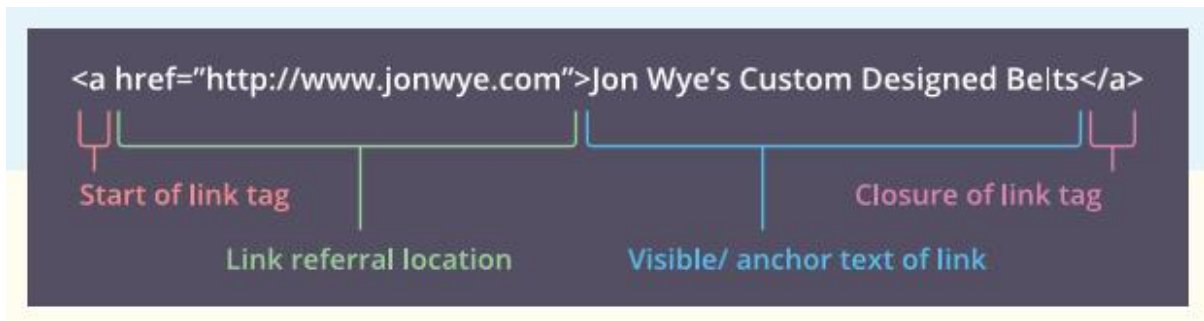 <a href=”http://www.jonwye.com”>Jon Wye’s Custom Designed Belts</a>
Start of link tag
Closure of link tag
Link referral location
Visible/ anchor text of link